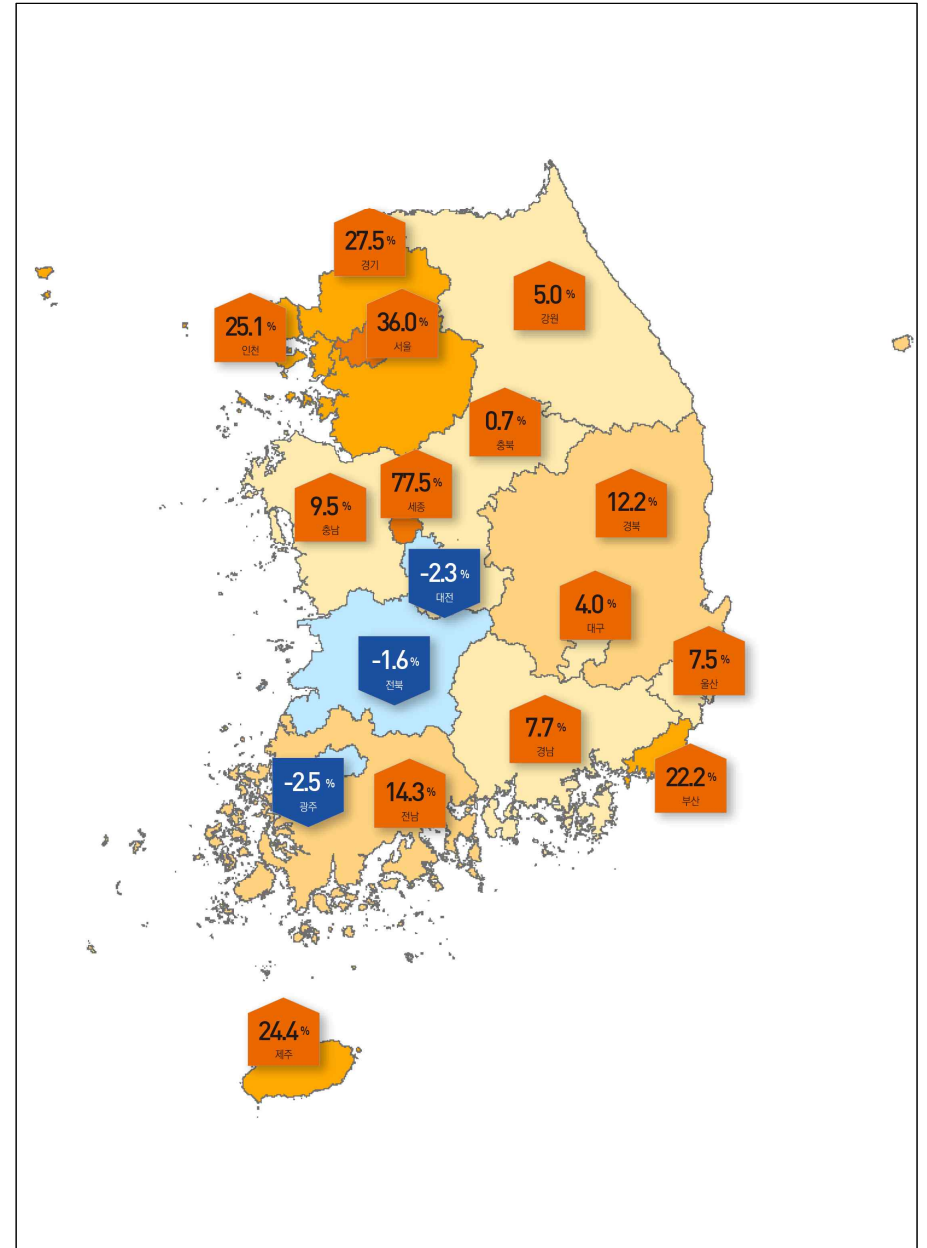 27.5 %
경기
5.0 %
강원
25.1 %
인천
36.0 %
서울
0.7 %
충북
77.5 %
세종
9.5 %
충남
12.2 %
경북
-2.3 %
대전
4.0 %
대구
-1.6 %
전북
7.5 %
울산
7.7 %
경남
-2.5 %
광주
14.3 %
전남
22.2 %
부산
24.4 %
제주